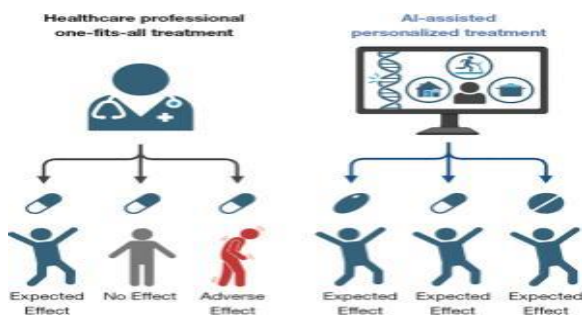 Healthcare professional
one-fits-all treatment
AI-assisted
personalized treatment
Expected
Effect
No Effect
Adverse
Effect
Expected
Effect
Expected
Effect
Expected
Effect